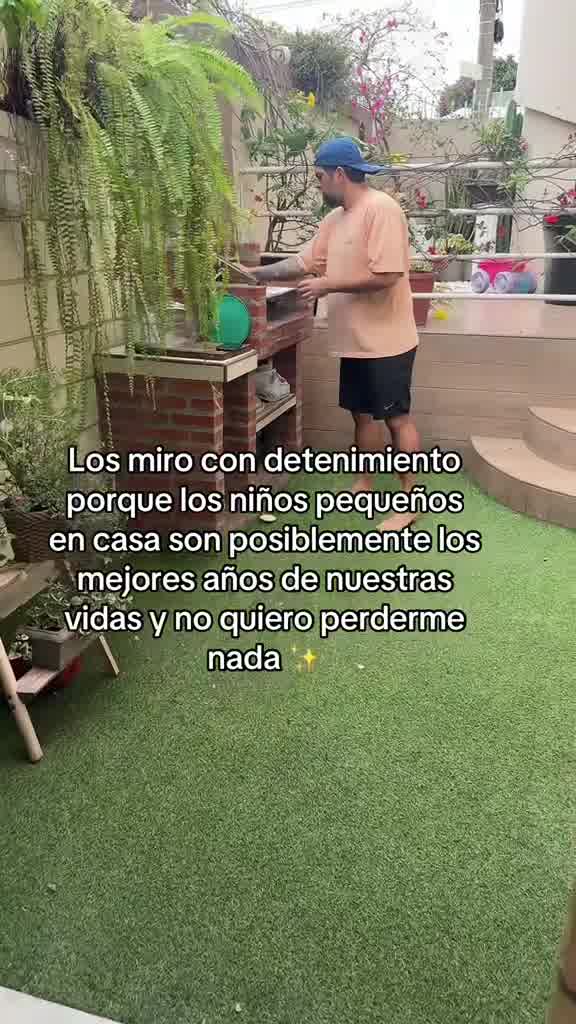 Los miro con detenimiento
porque los niños pequeños
en casa son posiblemente los
mejores años de nuestras
vidas y no quiero perderme
nada ✨